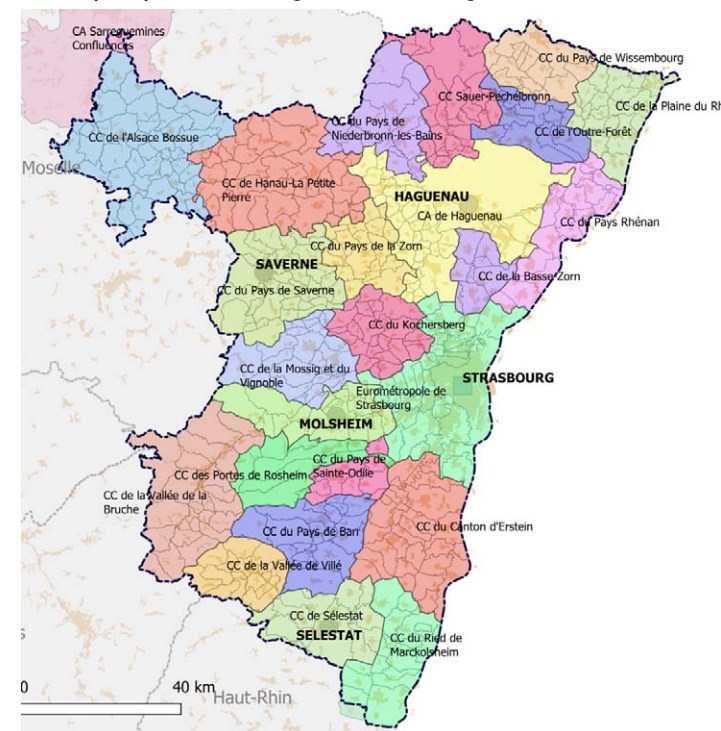 CA Sarreguemines
Confluences
CC du Pays de Wissembourg
CC Sauer-Pechelbronn
CC de la Plaine du Rh
CC du Pays de
Niederbronn-les-Bains
CC de l'Outre-Forêt
CC de l'Alsace Bossue
Moselle
CC de Hanau-La Petite
Pierre
HAGUENAU
CA de Haguenau
CC du Pays Rhénan
CC du Pays de la Zorn
SAVERNE
CC de la Basse-Zorn
CC du Pays de Saverne
CC du Kochersberg
CC de la Mossig et du
Vignoble
STRASBOURG
Eurométropole de
Strasbourg
MOLSHEIM
CC du Pays de
Sainte-Odile
CC des Portes de Rosheim
CC de la Vallée de la
Bruche
CC du Canton d'Erstein
CC du Pays de Barr
CC de la Vallée de Villé
CC de Sélestat
SELESTAT
CC du Ried de
Marckolsheim
0
40 km
Haut-Rhin